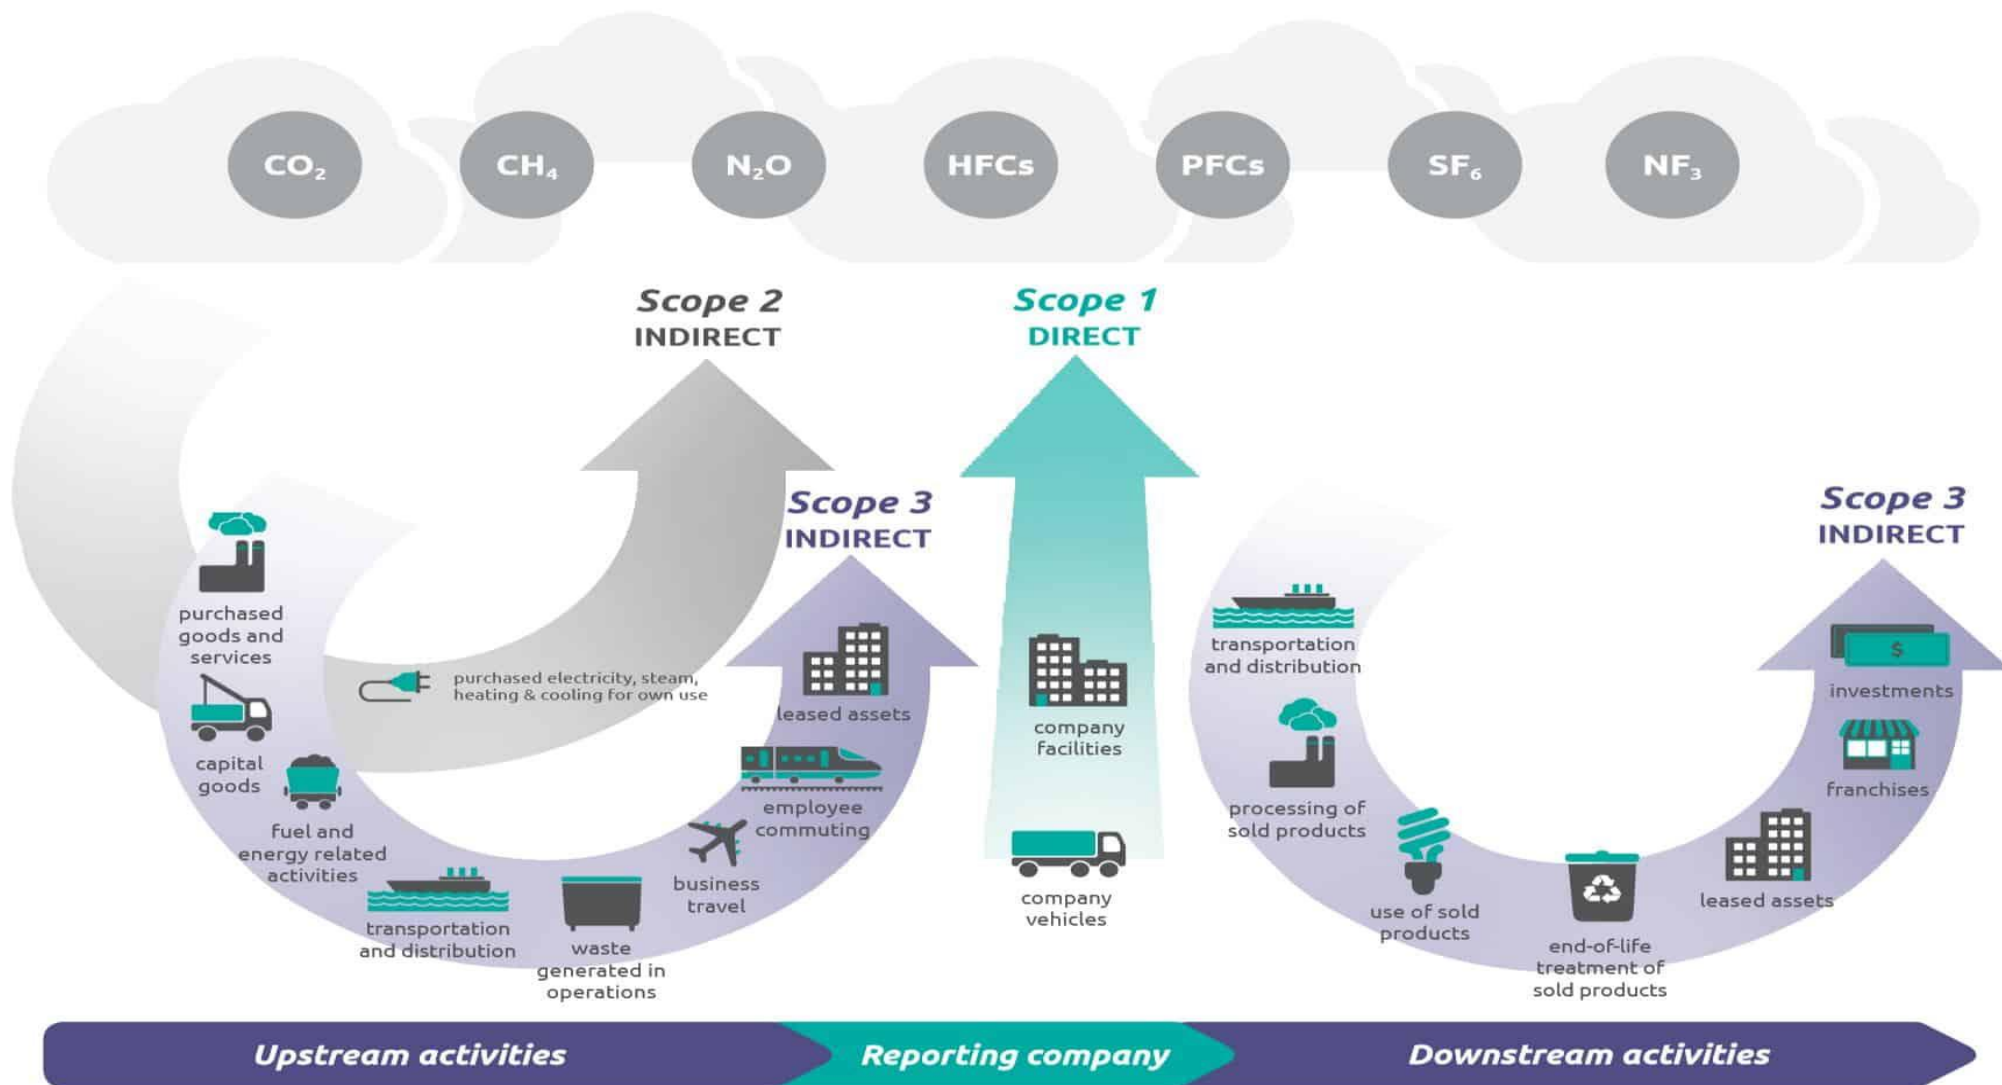 CO₂
CH₄
N₂O
HFCs
PFCs
SF₆
NF₃
Scope 2
INDIRECT
Scope 1
DIRECT
Scope 3
INDIRECT
Scope 3
INDIRECT
purchased
goods and
services
capital
goods
fuel and
energy related
activities
transportation
and distribution
waste
generated in
operations
business
travel
employee
commuting
leased assets
purchased electricity, steam,
heating & cooling for own use
company
facilities
company
vehicles
transportation
and distribution
processing of
sold products
use of sold
products
end-of-life
treatment of
sold products
leased assets
franchises
investments
$
Upstream activities
Reporting company
Downstream activities